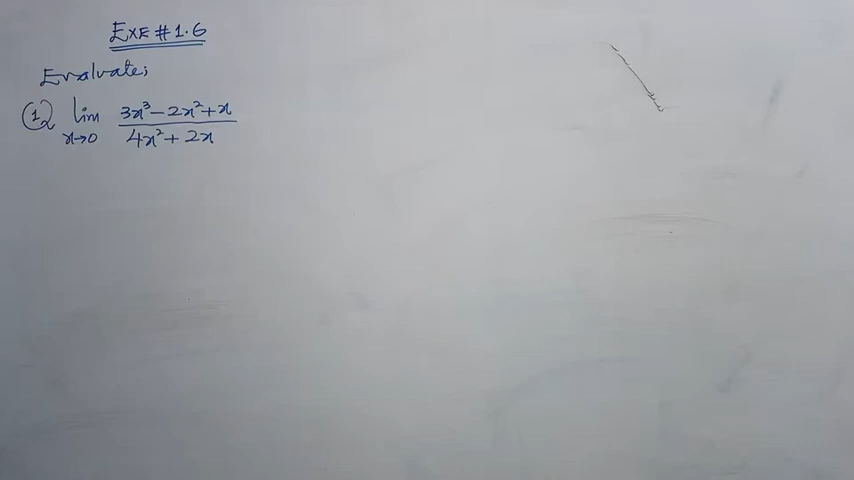 EXE # 1.6
Evaluate;
① lim x→0 (3x³ − 2x² + x) / (4x² + 2x)